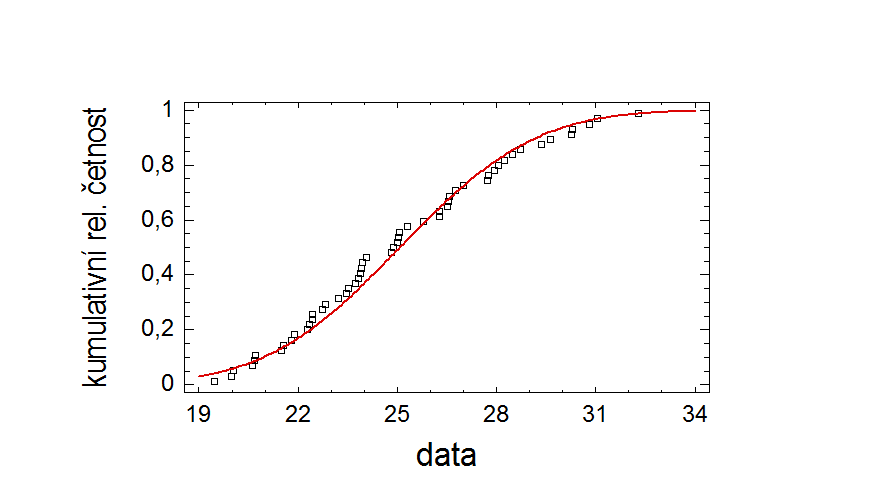 kumulativní rel. četnost
1
0,8
0,6
0,4
0,2
0
19 22 25 28 31 34
data